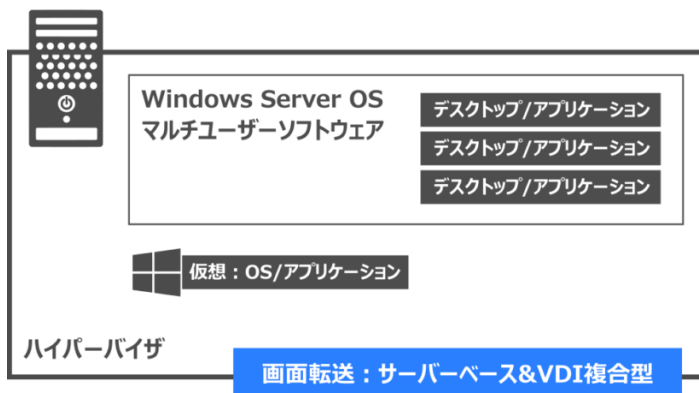 Windows Server OS
マルチユーザーソフトウェア
デスクトップ/アプリケーション
デスクトップ/アプリケーション
デスクトップ/アプリケーション
仮想：OS/アプリケーション
ハイパーバイザ
画面転送：サーバーベース&VDI複合型